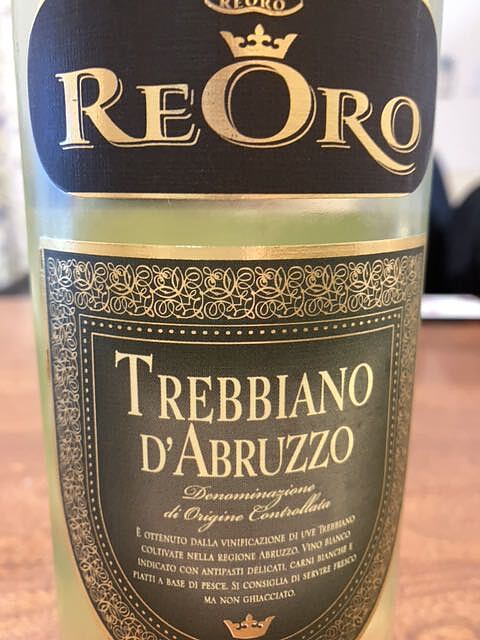 REORO
REORO
TREBBIANO
D'ABRUZZO
Denominazione
di Origine Controllata
È OTTENUTO DALLA VINIFICAZIONE DI UVE TREBBIANO
COLTIVATE NELLA REGIONE ABRUZZO. VINO BIANCO
INDICATO CON ANTIPASTI DELICATI, CARNI BIANCHE E
PIATTI A BASE DI PESCE. SI CONSIGLIA DI SERVIRE FRESCO
MA NON GHIACCIATO.